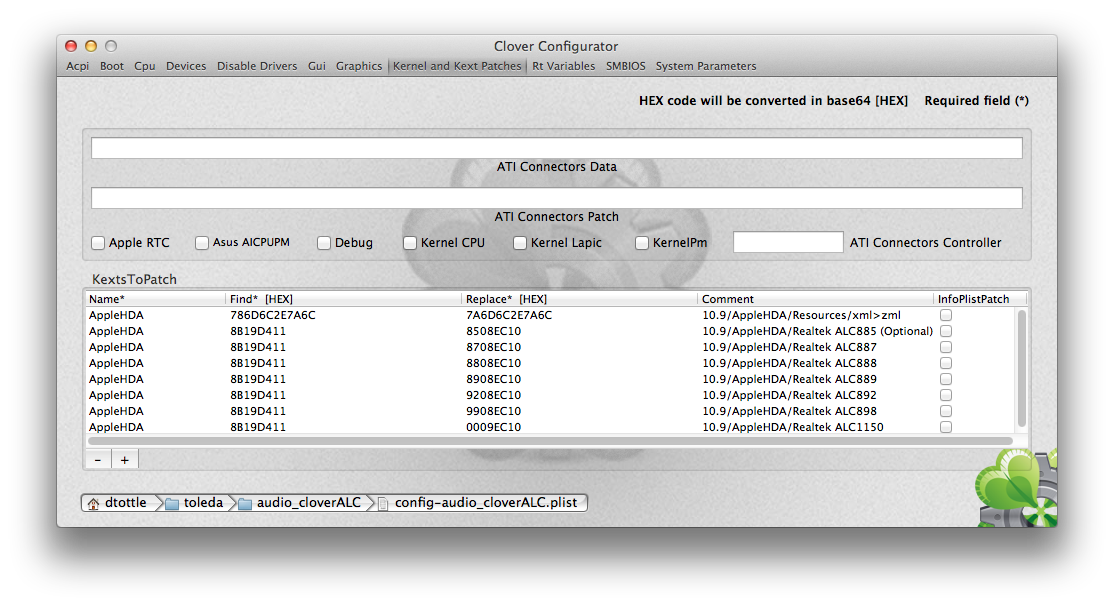 Clover Configurator
Acpi Boot Cpu Devices Disable Drivers Gui Graphics Kernel and Kext Patches Rt Variables SMBIOS System Parameters
HEX code will be converted in base64 [HEX] Required field (*)
ATI Connectors Data
ATI Connectors Patch
Apple RTC Asus AICPUPM Debug Kernel CPU Kernel Lapic KernelPm ATI Connectors Controller
KextsToPatch
Name* Find* [HEX] Replace* [HEX] Comment InfoPlistPatch
AppleHDA 786D6C2E7A6C 7A6D6C2E7A6C 10.9/AppleHDA/Resources/xml>zml
AppleHDA 8B19D411 8508EC10 10.9/AppleHDA/Realtek ALC885 (Optional)
AppleHDA 8B19D411 8708EC10 10.9/AppleHDA/Realtek ALC887
AppleHDA 8B19D411 8808EC10 10.9/AppleHDA/Realtek ALC888
AppleHDA 8B19D411 8908EC10 10.9/AppleHDA/Realtek ALC889
AppleHDA 8B19D411 9208EC10 10.9/AppleHDA/Realtek ALC892
AppleHDA 8B19D411 9908EC10 10.9/AppleHDA/Realtek ALC898
AppleHDA 8B19D411 0009EC10 10.9/AppleHDA/Realtek ALC1150
- +
dtottle toleda audio_cloverALC config-audio_cloverALC.plist